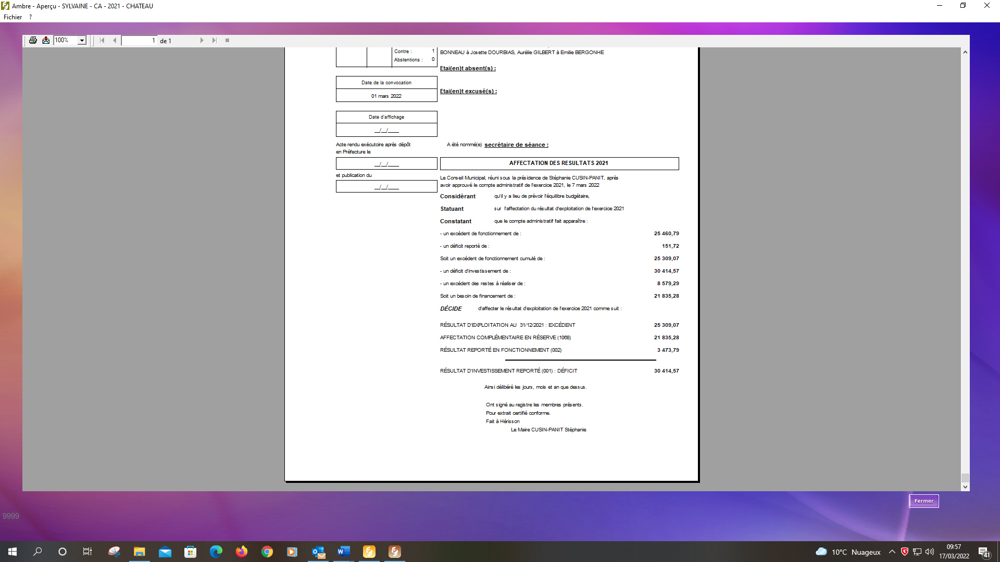 Ambre - Aperçu - SYLVAINE - CA - 2021 - CHATEAU
Fichier ?
100% 1 de 1
Contre : 1
Abstentions : 0
BONNEAU à Josette DOURBIAS, Aurélie GILBERT à Emilie BERGONHE
Etai(en)t absent(s) :
Date de la convocation
01 mars 2022
Etai(en)t excusé(s) :
Date d'affichage
__/__/____
Acte rendu exécutoire après dépôt
en Préfecture le
__/__/____
et publication du
__/__/____
A été nommé(e) secrétaire de séance :
AFFECTATION DES RESULTATS 2021
Le Conseil Municipal, réuni sous la présidence de Stéphanie CUSIN-PANIT, après
avoir approuvé le compte administratif de l'exercice 2021, le 7 mars 2022
Considérant qu'il y a lieu de prévoir l'équilibre budgétaire,
Statuant sur l'affectation du résultat d'exploitation de l'exercice 2021
Constatant que le compte administratif fait apparaître :
- un excédent de fonctionnement de : 25 460,79
- un déficit reporté de : 151,72
Soit un excédent de fonctionnement cumulé de : 25 309,07
- un déficit d'investissement de : 30 414,57
- un excédent des restes à réaliser de : 8 579,29
Soit un besoin de financement de : 21 835,28
DÉCIDE d'affecter le résultat d'exploitation de l'exercice 2021 comme suit :
RÉSULTAT D'EXPLOITATION AU 31/12/2021 : EXCÉDENT 25 309,07
AFFECTATION COMPLÉMENTAIRE EN RÉSERVE (1068) 21 835,28
RÉSULTAT REPORTÉ EN FONCTIONNEMENT (002) 3 473,79
RÉSULTAT D'INVESTISSEMENT REPORTÉ (001) : DÉFICIT 30 414,57
Ainsi délibéré les jours, mois et an que dessus.
Ont signé au registre les membres présents.
Pour extrait certifié conforme.
Fait à Hérisson
Le Maire CUSIN-PANIT Stéphanie
Fermer
9999
10°C Nuageux
09:57
17/03/2022
41